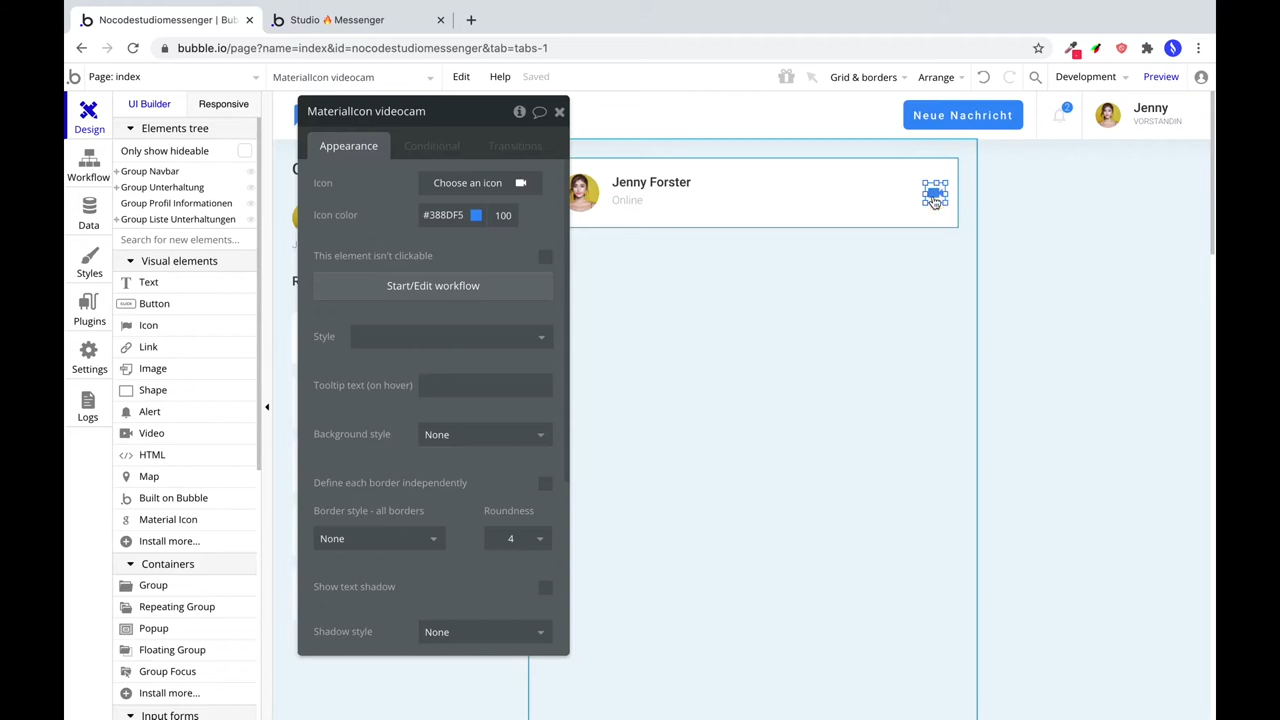 Nocodestudiomessenger | Bub
Studio 🔥 Messenger
bubble.io/page?name=index&id=nocodestudiomessenger&tab=tabs-1
Page: index
MaterialIcon videocam
Edit
Help
Saved
Grid & borders
Arrange
Development
Preview
Design
Workflow
Data
Styles
Plugins
Settings
Logs
UI Builder
Responsive
Elements tree
Only show hideable
Group Navbar
Group Unterhaltung
Group Profil Informationen
Group Liste Unterhaltungen
Search for new elements...
Visual elements
Text
CLICK
Button
Icon
Link
Image
Shape
Alert
Video
HTML
Map
Built on Bubble
Material Icon
Install more...
Containers
Group
Repeating Group
Popup
Floating Group
Group Focus
Install more...
Input forms
MaterialIcon videocam
Appearance
Conditional
Transitions
Icon
Choose an icon
Icon color
#388DF5
100
This element isn't clickable
Start/Edit workflow
Style
Tooltip text (on hover)
Background style
None
Define each border independently
Border style - all borders
Roundness
None
4
Show text shadow
Shadow style
None
Neue Nachricht
2
Jenny
VORSTANDIN
Jenny Forster
Online